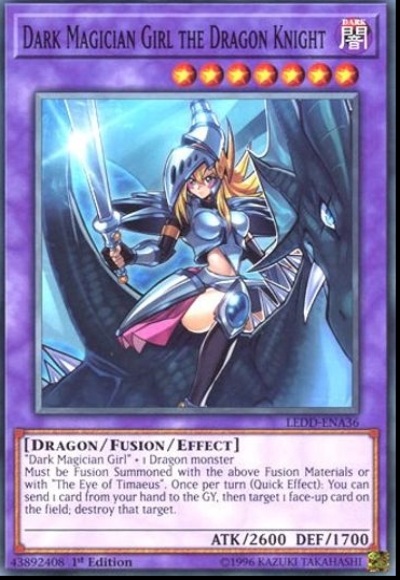 DARK MAGICIAN GIRL THE DRAGON KNIGHT
DARK
闇
LEDD-ENA36
[DRAGON/FUSION/EFFECT]
"Dark Magician Girl" + 1 Dragon monster
Must be Fusion Summoned with the above Fusion Materials or
with "The Eye of Timaeus". Once per turn (Quick Effect): You can
send 1 card from your hand to the GY, then target 1 face-up card on
the field; destroy that target.
ATK/2600 DEF/1700
43892408 1st Edition ©1996 KAZUKI TAKAHASHI